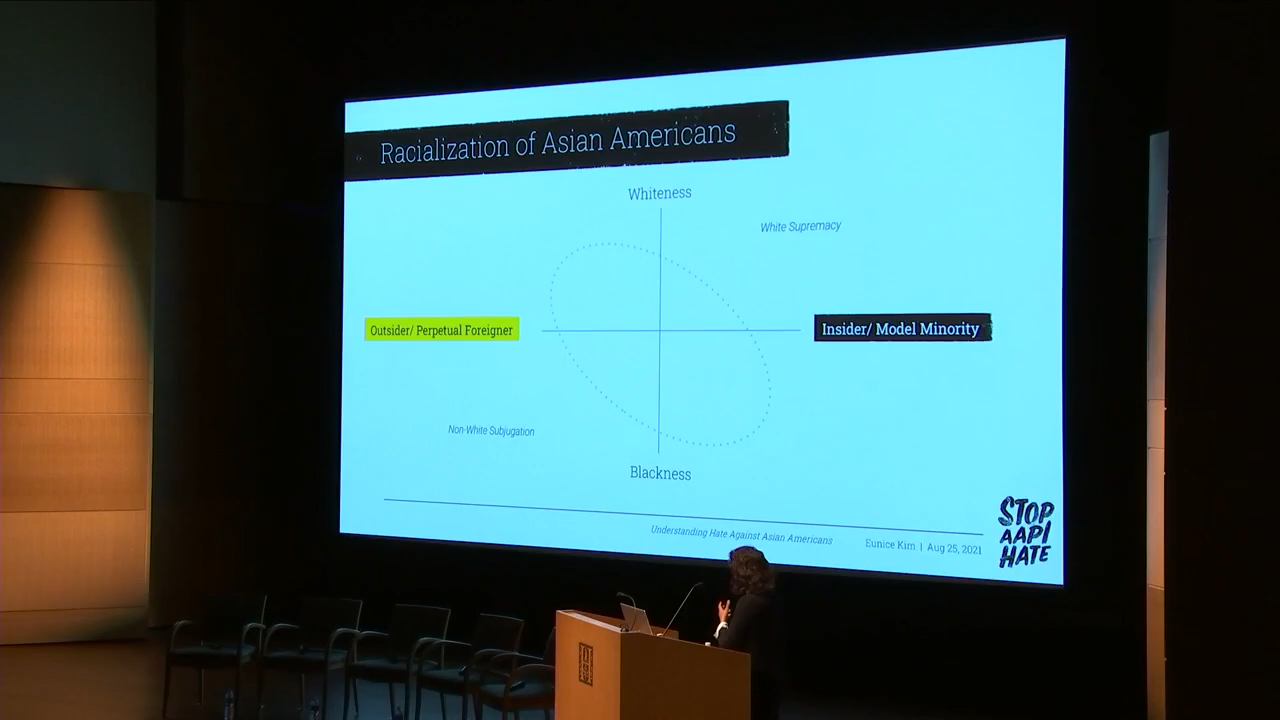 Racialization of Asian Americans
Whiteness
White Supremacy
Outsider/ Perpetual Foreigner
Insider/ Model Minority
Non-White Subjugation
Blackness
Understanding Hate Against Asian Americans
Eunice Kim | Aug 25, 2021
STOP
AAPI
HATE